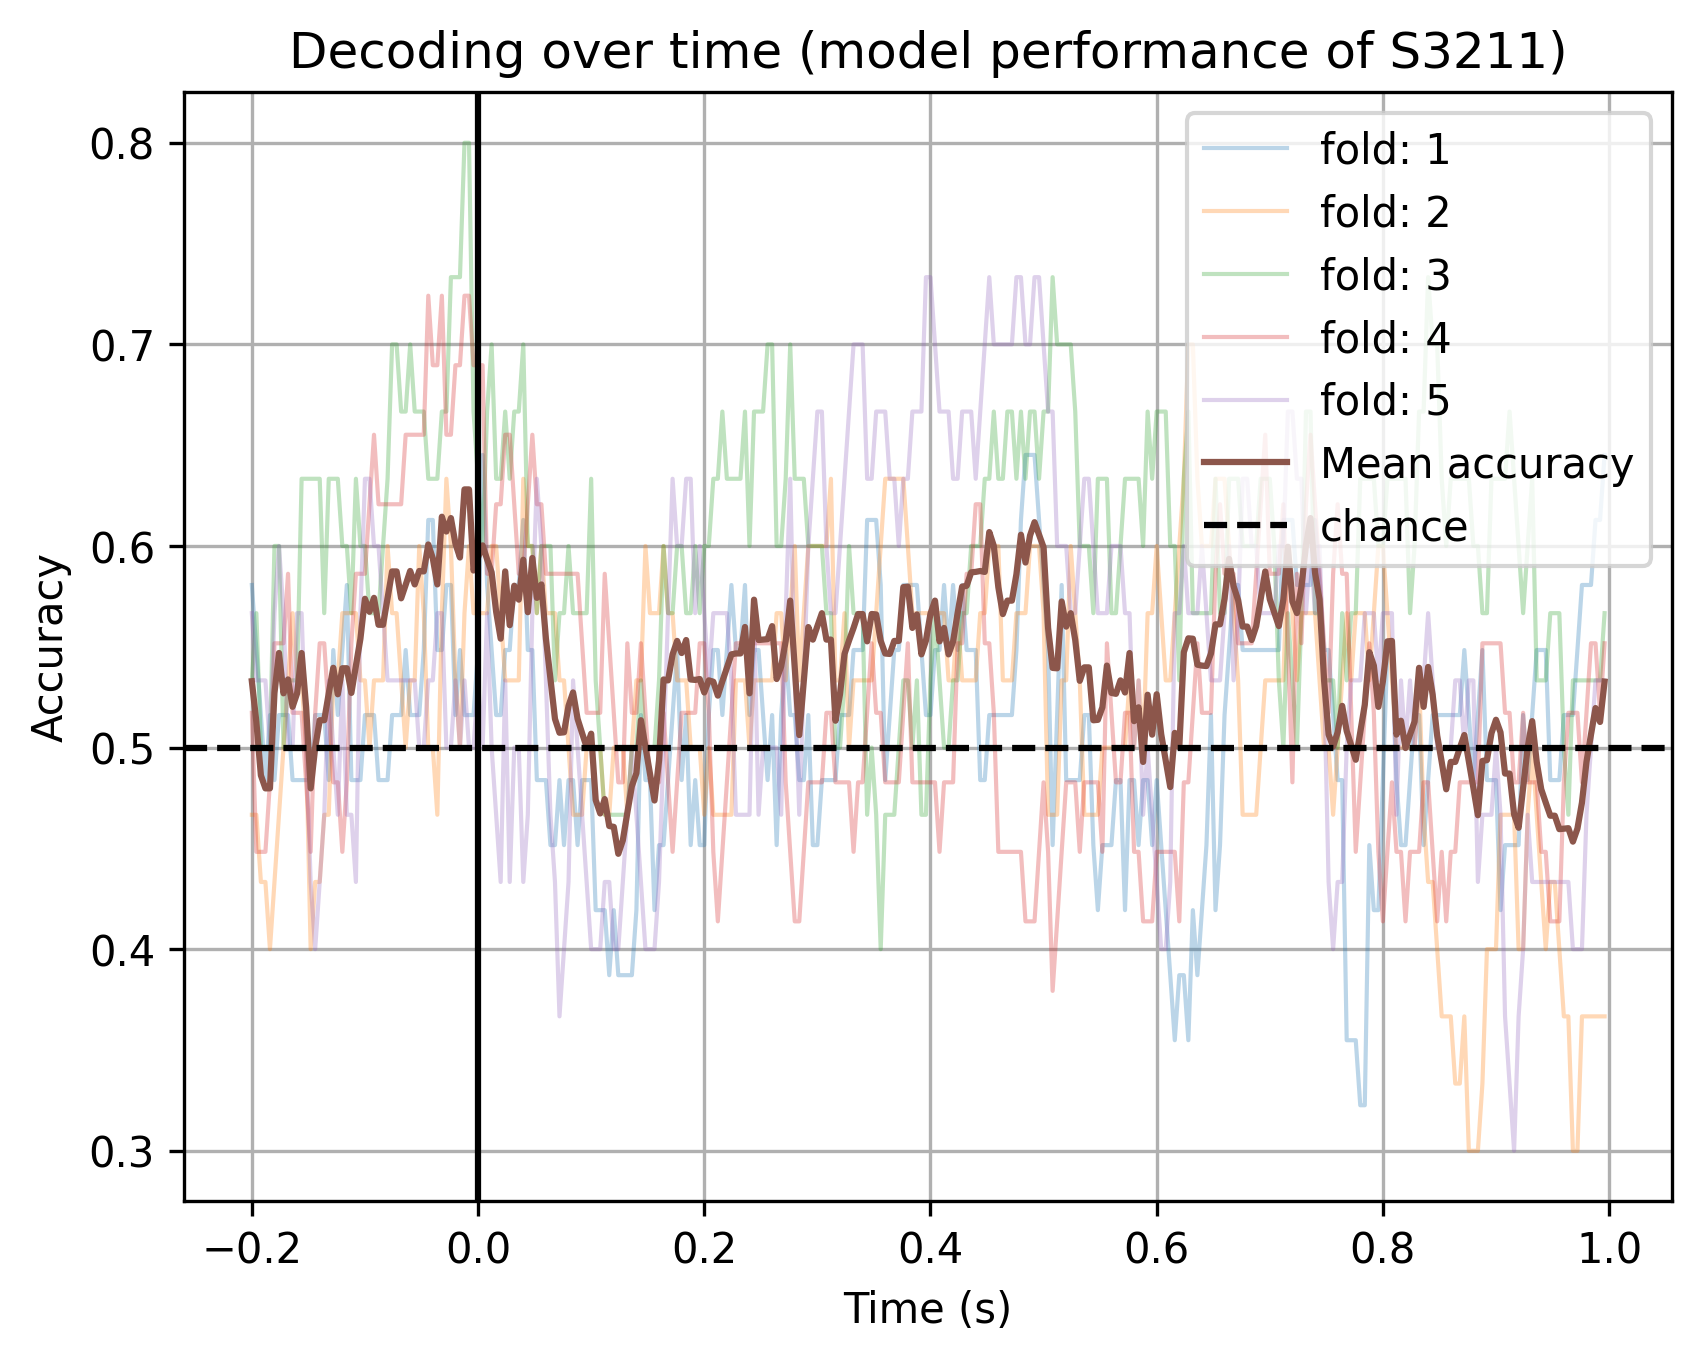 Decoding over time (model performance of S3211)
Accuracy
0.8
0.7
0.6
0.5
0.4
0.3
−0.2
0.0
0.2
0.4
0.6
0.8
1.0
Time (s)
fold: 1
fold: 2
fold: 3
fold: 4
fold: 5
Mean accuracy
chance